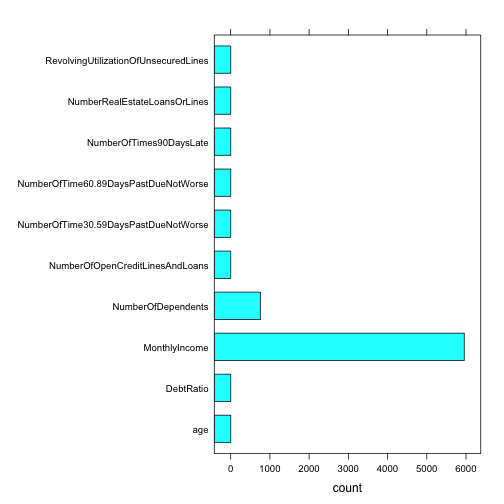 RevolvingUtilizationOfUnsecuredLines
NumberRealEstateLoansOrLines
NumberOfTimes90DaysLate
NumberOfTime60.89DaysPastDueNotWorse
NumberOfTime30.59DaysPastDueNotWorse
NumberOfOpenCreditLinesAndLoans
NumberOfDependents
MonthlyIncome
DebtRatio
age
0 1000 2000 3000 4000 5000 6000
count